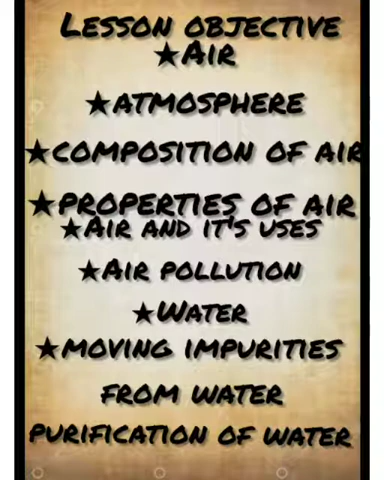 Lesson objective
★Air
★atmosphere
★composition of air
★properties of air
★Air and it's uses
★Air pollution
★Water
★moving impurities
from water
purification of water